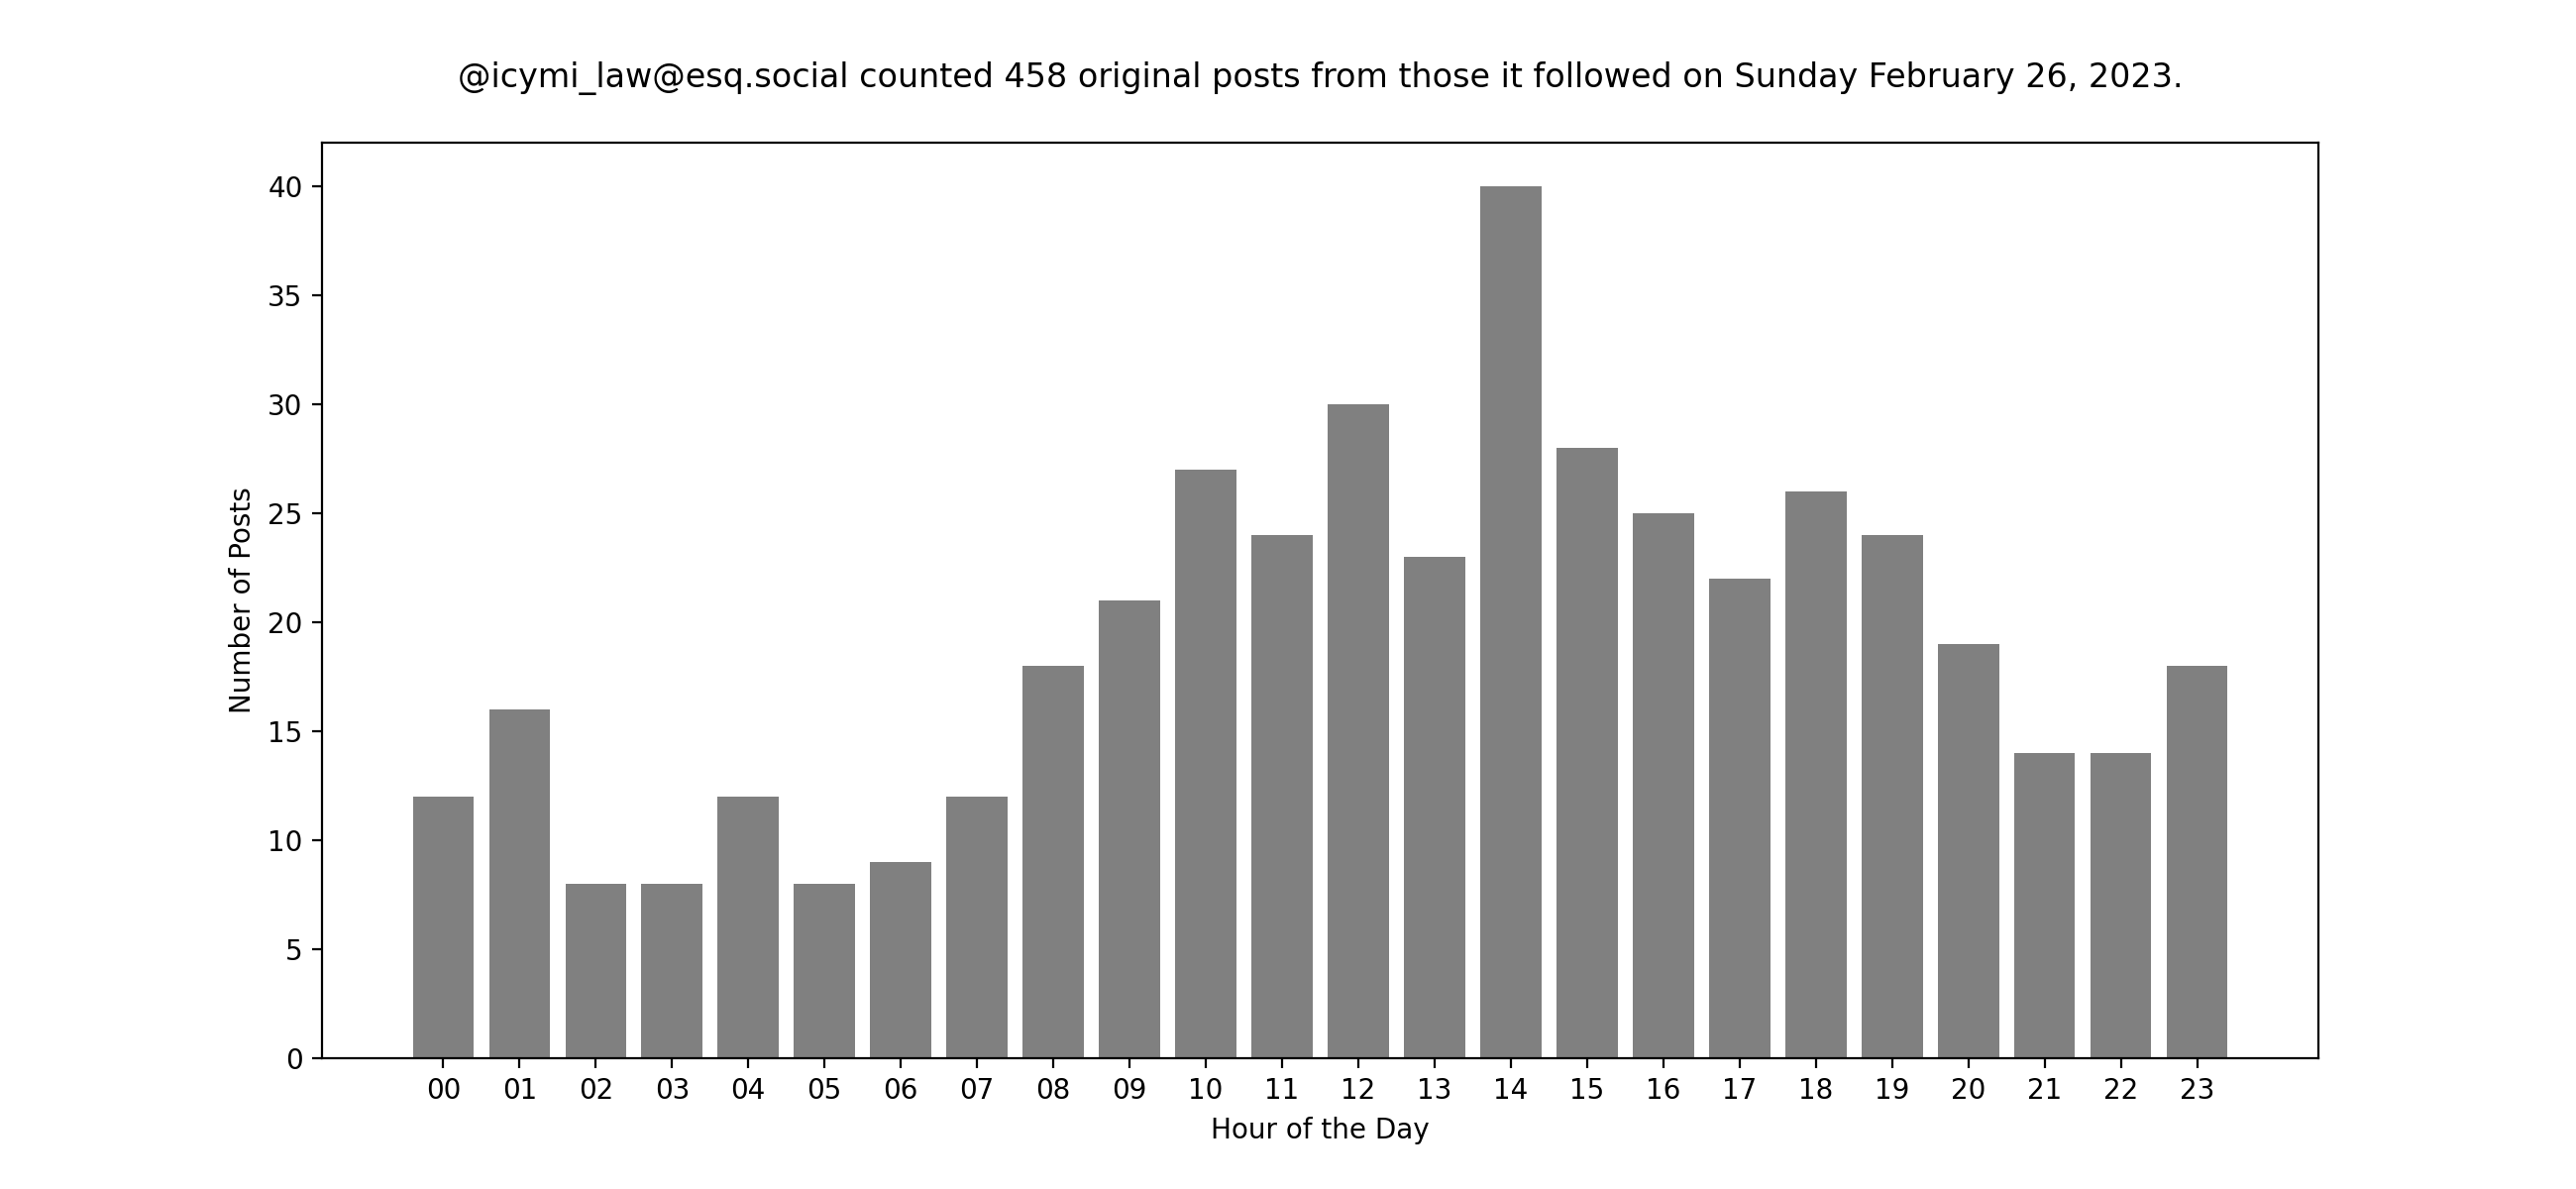 @icymi_law@esq.social counted 458 original posts from those it followed on Sunday February 26, 2023.
40
35
30
25
20
15
10
5
0
Number of Posts
00 01 02 03 04 05 06 07 08 09 10 11 12 13 14 15 16 17 18 19 20 21 22 23
Hour of the Day